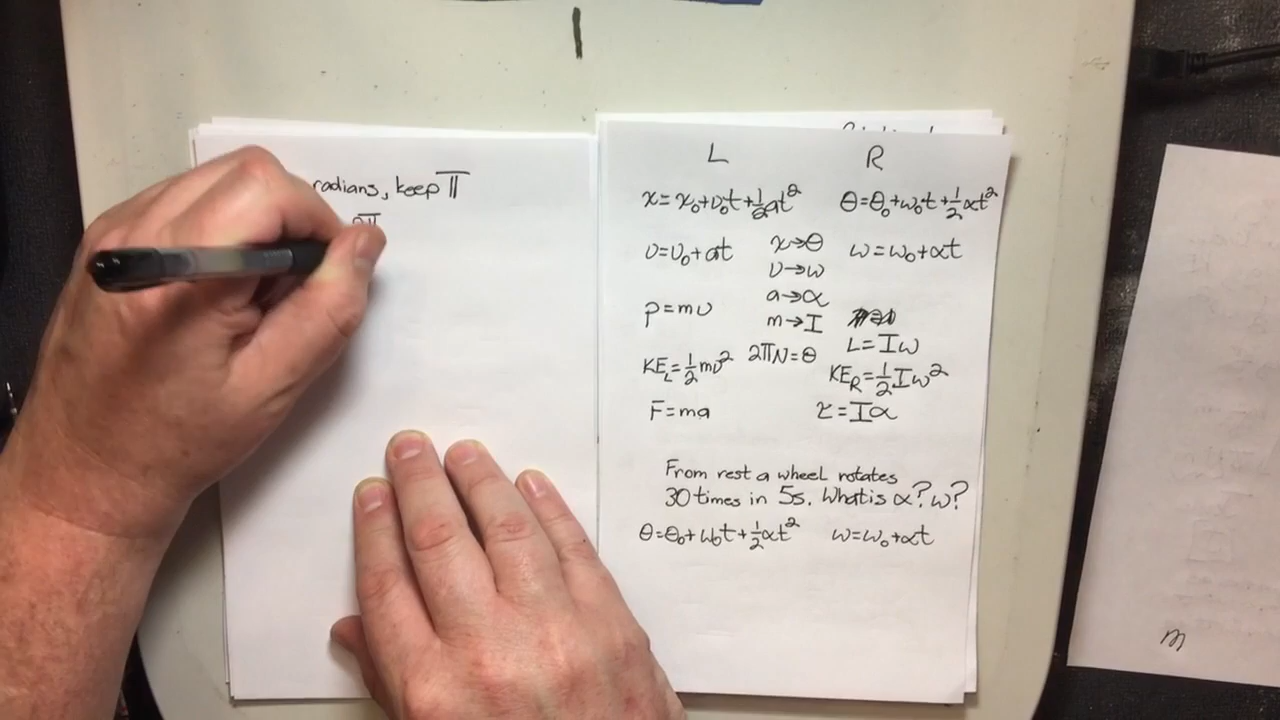 radians, keep π
π
L R
x=x₀+v₀t+½at² θ=θ₀+ω₀t+½αt²
v=v₀+at x→θ ω=ω₀+αt
v→ω
a→α
p=mv m→I
L=Iω
KE_L=½mv² 2πN=θ KE_R=½Iω²
F=ma τ=Iα
From rest a wheel rotates
30 times in 5s. What is α? ω?
θ=θ₀+ω₀t+½αt² ω=ω₀+αt
m